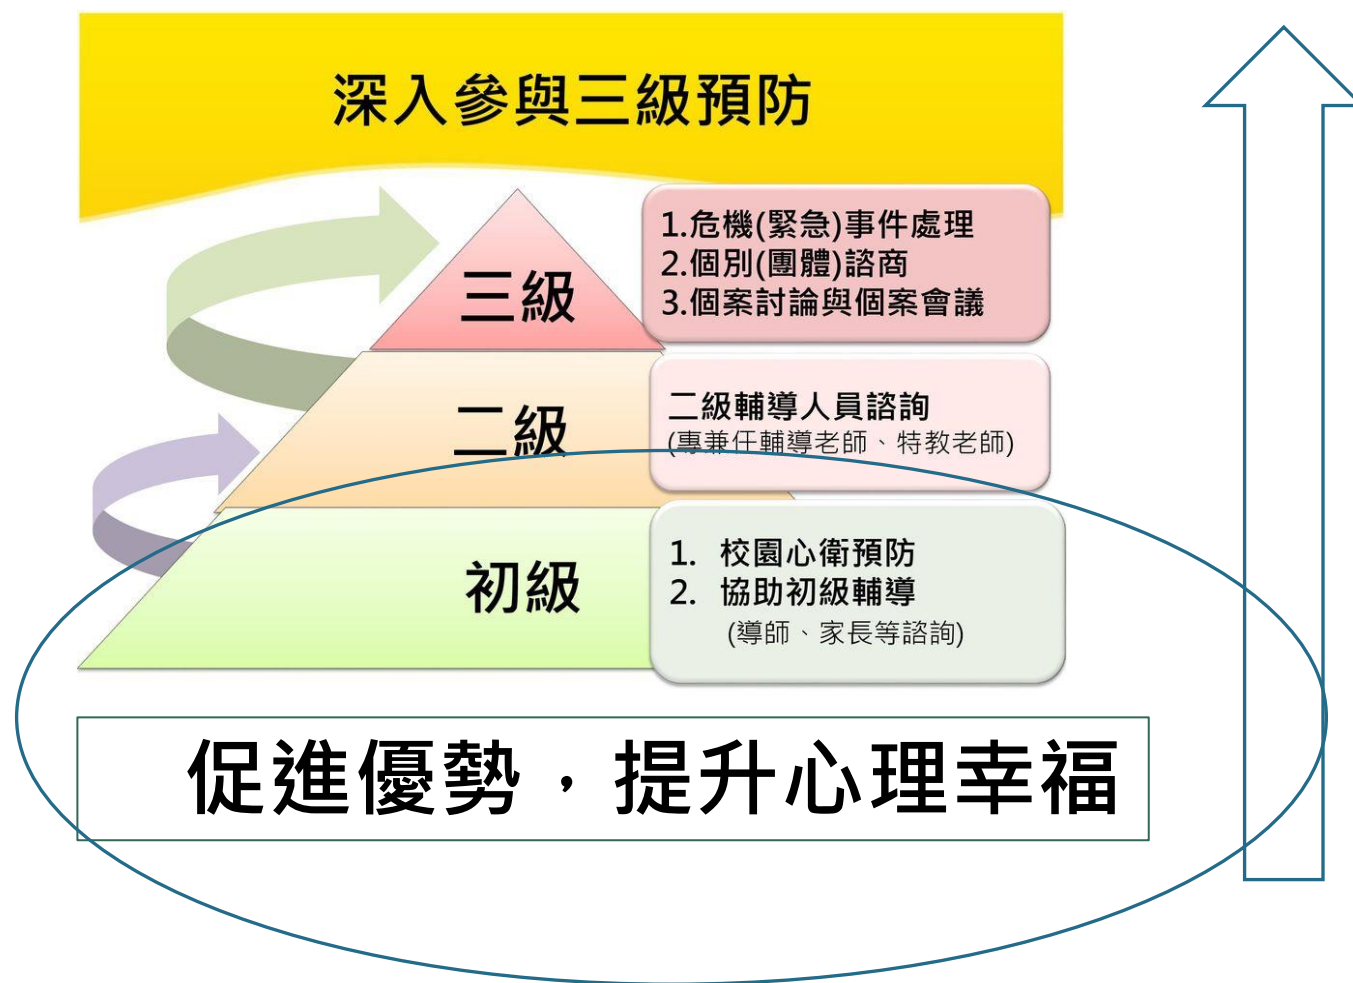 深入參與三級預防
三級
1.危機(緊急)事件處理
2.個別(團體)諮商
3.個案討論與個案會議
二級
二級輔導人員諮詢
(專兼任輔導老師、特教老師)
初級
1. 校園心衛預防
2. 協助初級輔導
(導師、家長等諮詢)
促進優勢，提升心理幸福